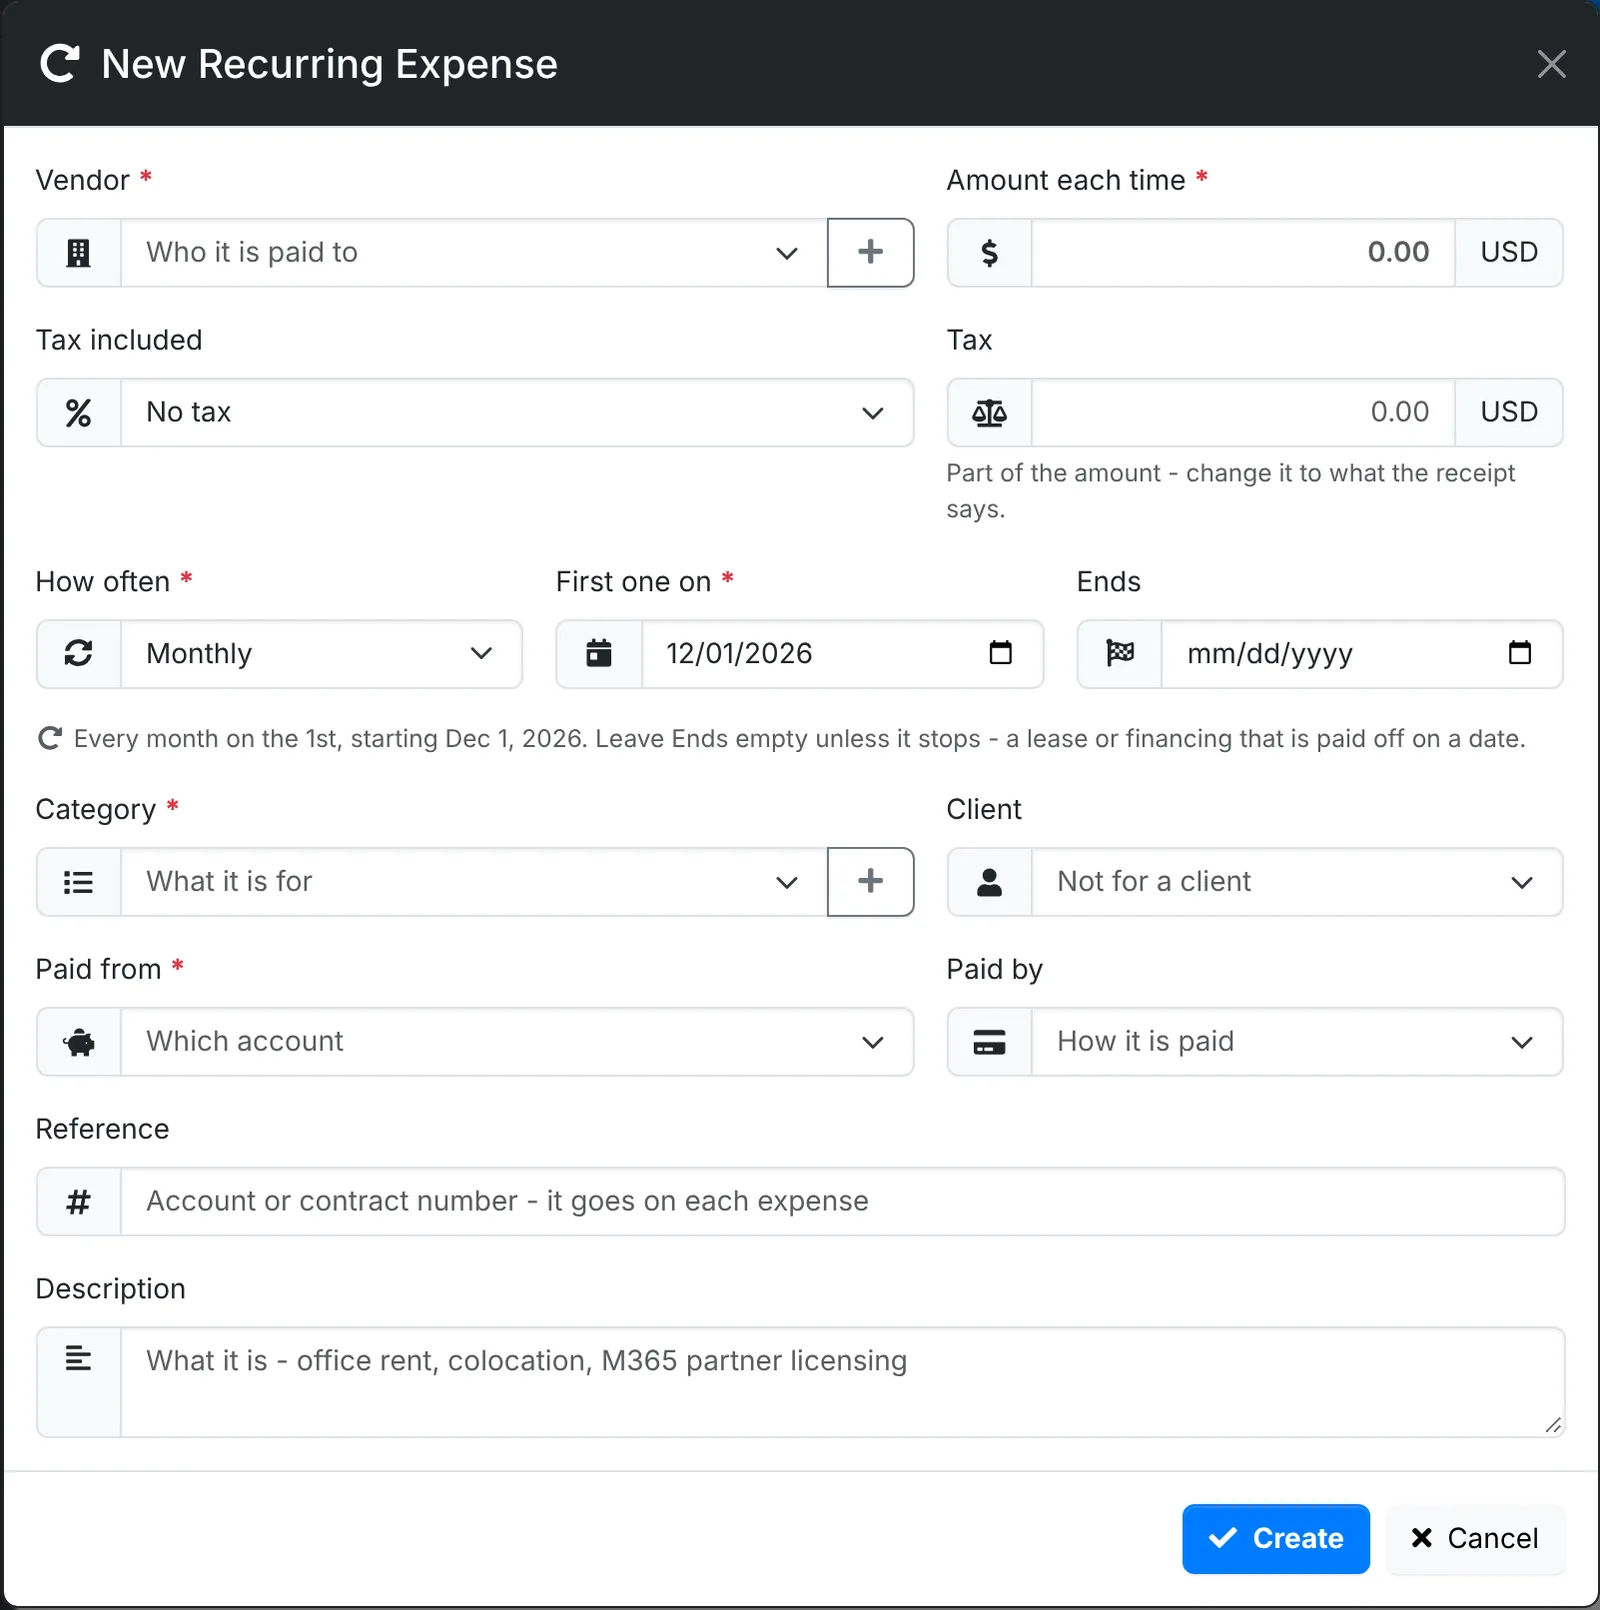 New Recurring Expense
Vendor *
Amount each time *
Who it is paid to
$ 0.00 USD
Tax included
Tax
% No tax
0.00 USD
Part of the amount - change it to what the receipt
says.
How often *
First one on *
Ends
Monthly
12/01/2026
mm/dd/yyyy
Every month on the 1st, starting Dec 1, 2026. Leave Ends empty unless it stops - a lease or financing that is paid off on a date.
Category *
Client
What it is for
Not for a client
Paid from *
Paid by
Which account
How it is paid
Reference
# Account or contract number - it goes on each expense
Description
What it is - office rent, colocation, M365 partner licensing
Create
Cancel